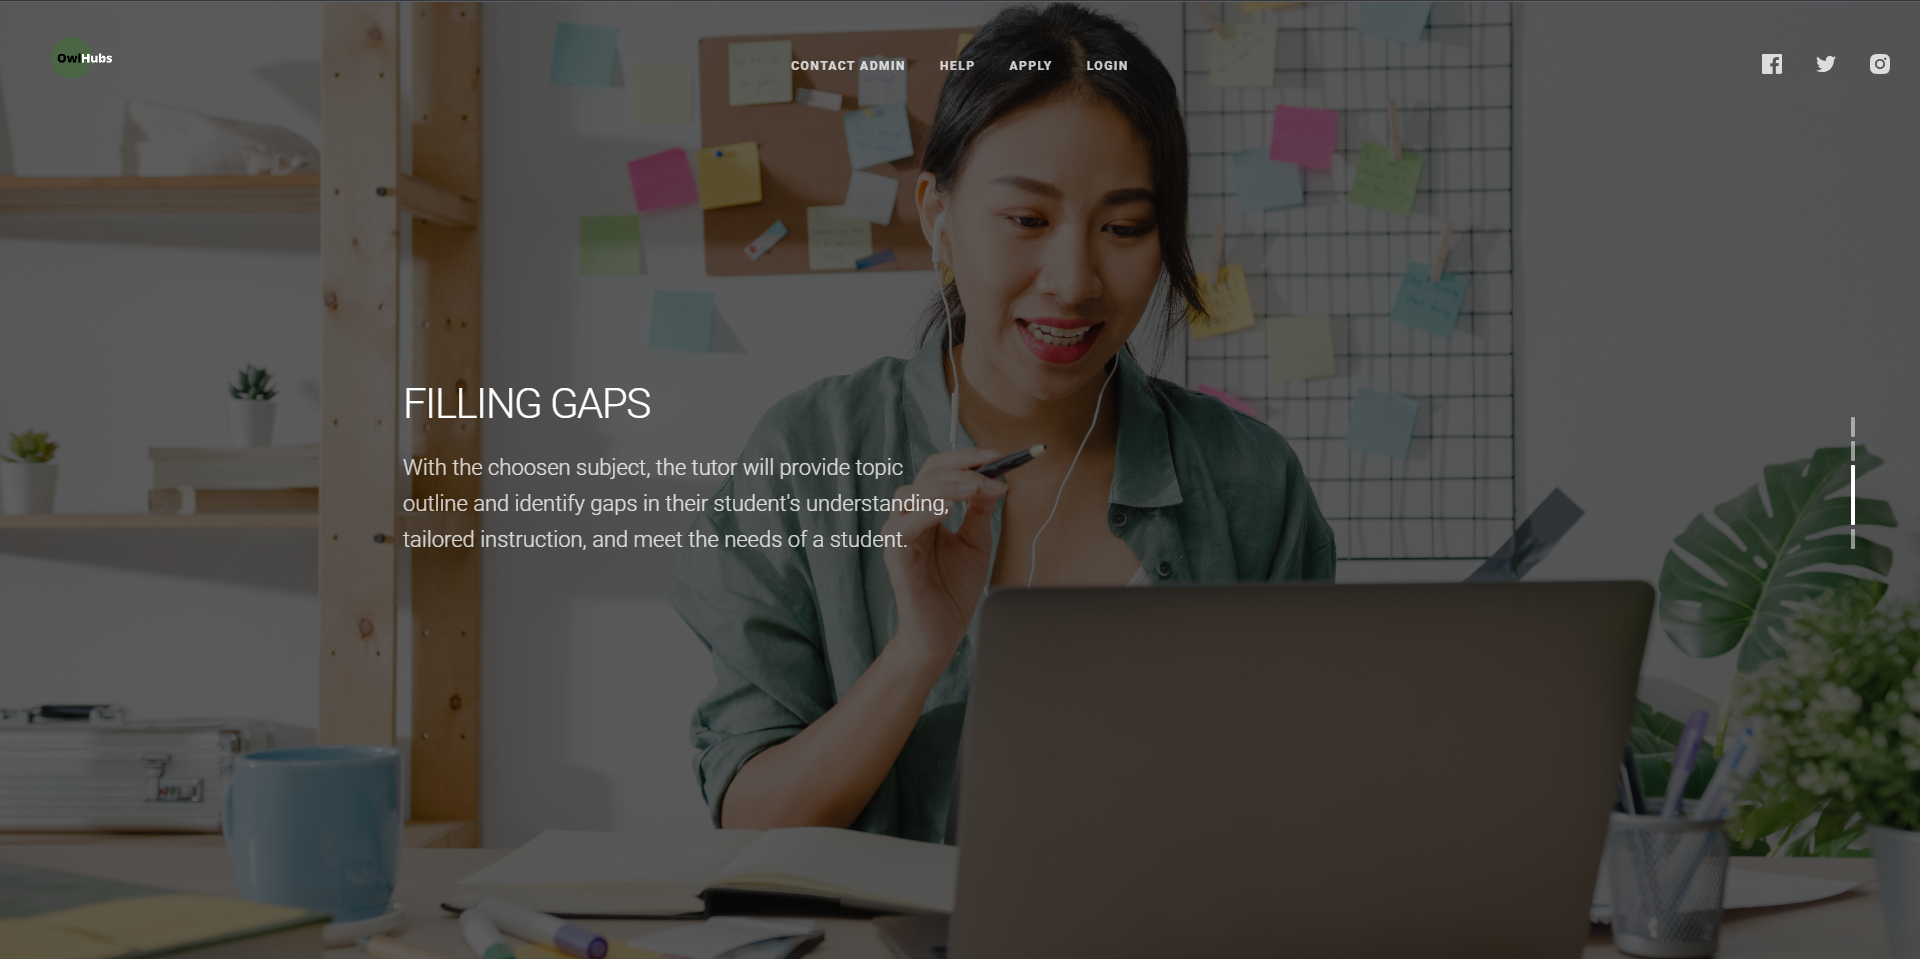 OwlHubs
CONTACT ADMIN HELP APPLY LOGIN
FILLING GAPS
With the choosen subject, the tutor will provide topic
outline and identify gaps in their student's understanding,
tailored instruction, and meet the needs of a student.